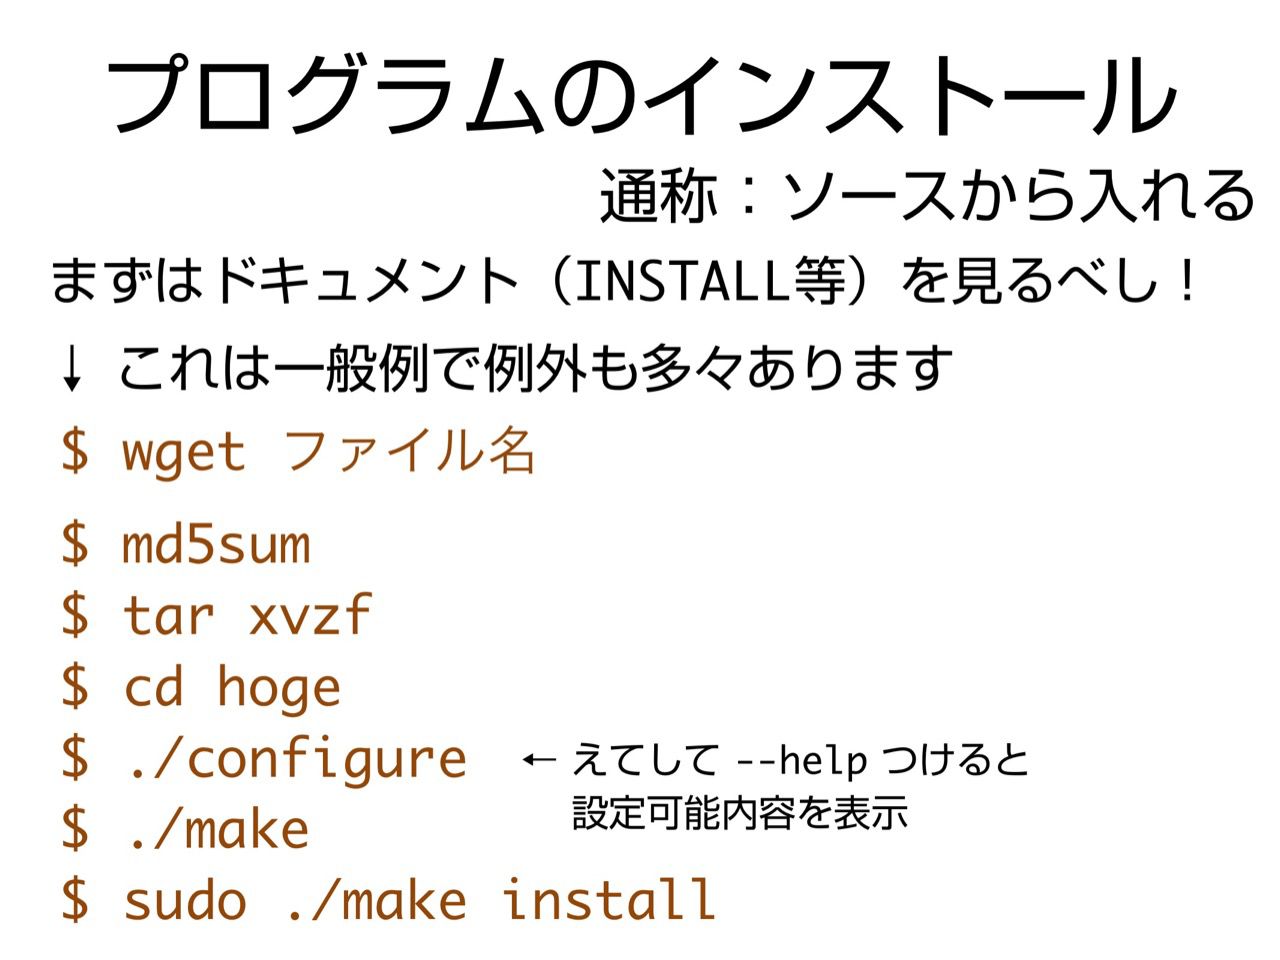 プログラムのインストール
通称：ソースから入れる
まずはドキュメント（INSTALL等）を見るべし！
↓ これは一般例で例外も多々あります
$ wget ファイル名
$ md5sum
$ tar xvzf
$ cd hoge
$ ./configure ← えてして --help つけると
設定可能内容を表示
$ ./make
$ sudo ./make install